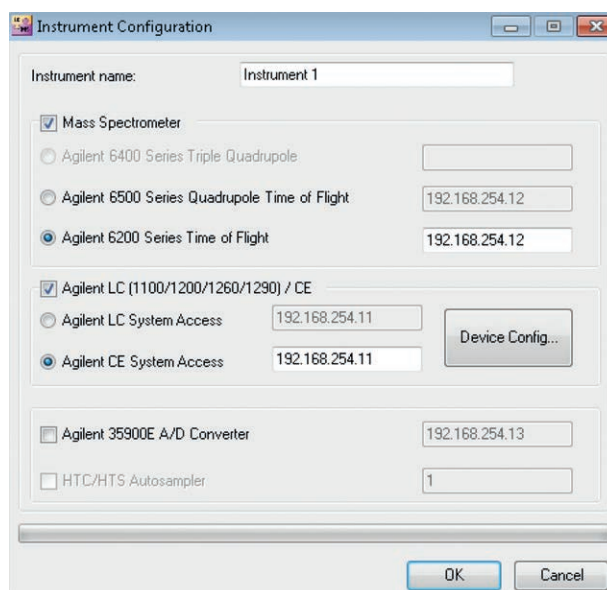 Instrument Configuration
Instrument name: Instrument 1
Mass Spectrometer
Agilent 6400 Series Triple Quadrupole
Agilent 6500 Series Quadrupole Time of Flight 192.168.254.12
Agilent 6200 Series Time of Flight 192.168.254.12
Agilent LC (1100/1200/1260/1290) / CE
Agilent LC System Access 192.168.254.11
Device Config...
Agilent CE System Access 192.168.254.11
Agilent 35900E A/D Converter 192.168.254.13
HTC/HTS Autosampler 1
OK Cancel